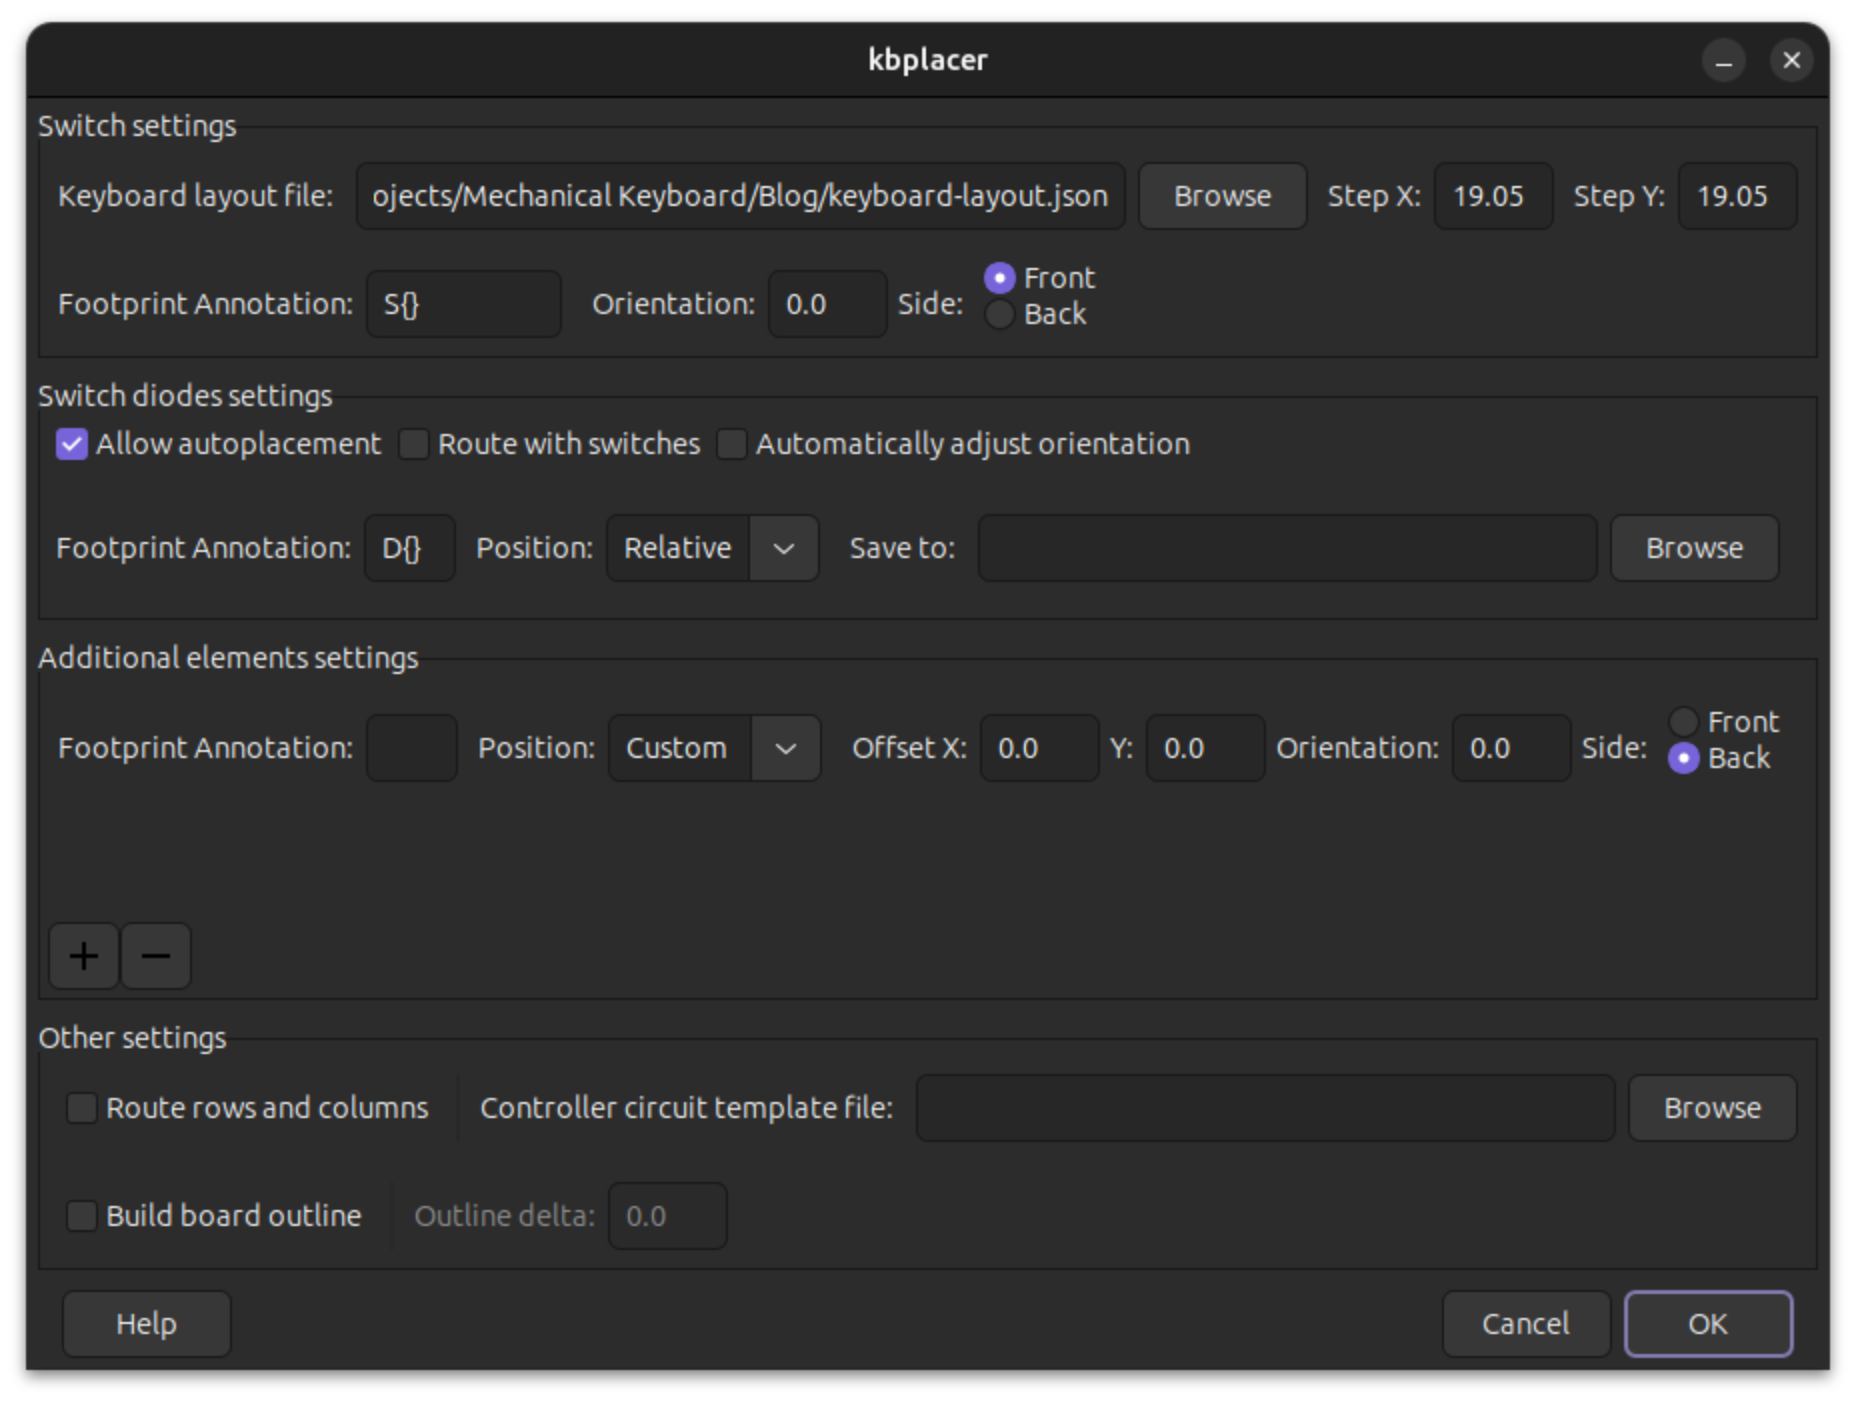 kbplacer
Switch settings
Keyboard layout file: ojects/Mechanical Keyboard/Blog/keyboard-layout.json Browse Step X: 19.05 Step Y: 19.05
Footprint Annotation: S{} Orientation: 0.0 Side: Front
Back
Switch diodes settings
Allow autoplacement Route with switches Automatically adjust orientation
Footprint Annotation: D{} Position: Relative Save to: Browse
Additional elements settings
Footprint Annotation: Position: Custom Offset X: 0.0 Y: 0.0 Orientation: 0.0 Side: Front
Back
Other settings
Route rows and columns Controller circuit template file: Browse
Build board outline Outline delta: 0.0
Help Cancel OK